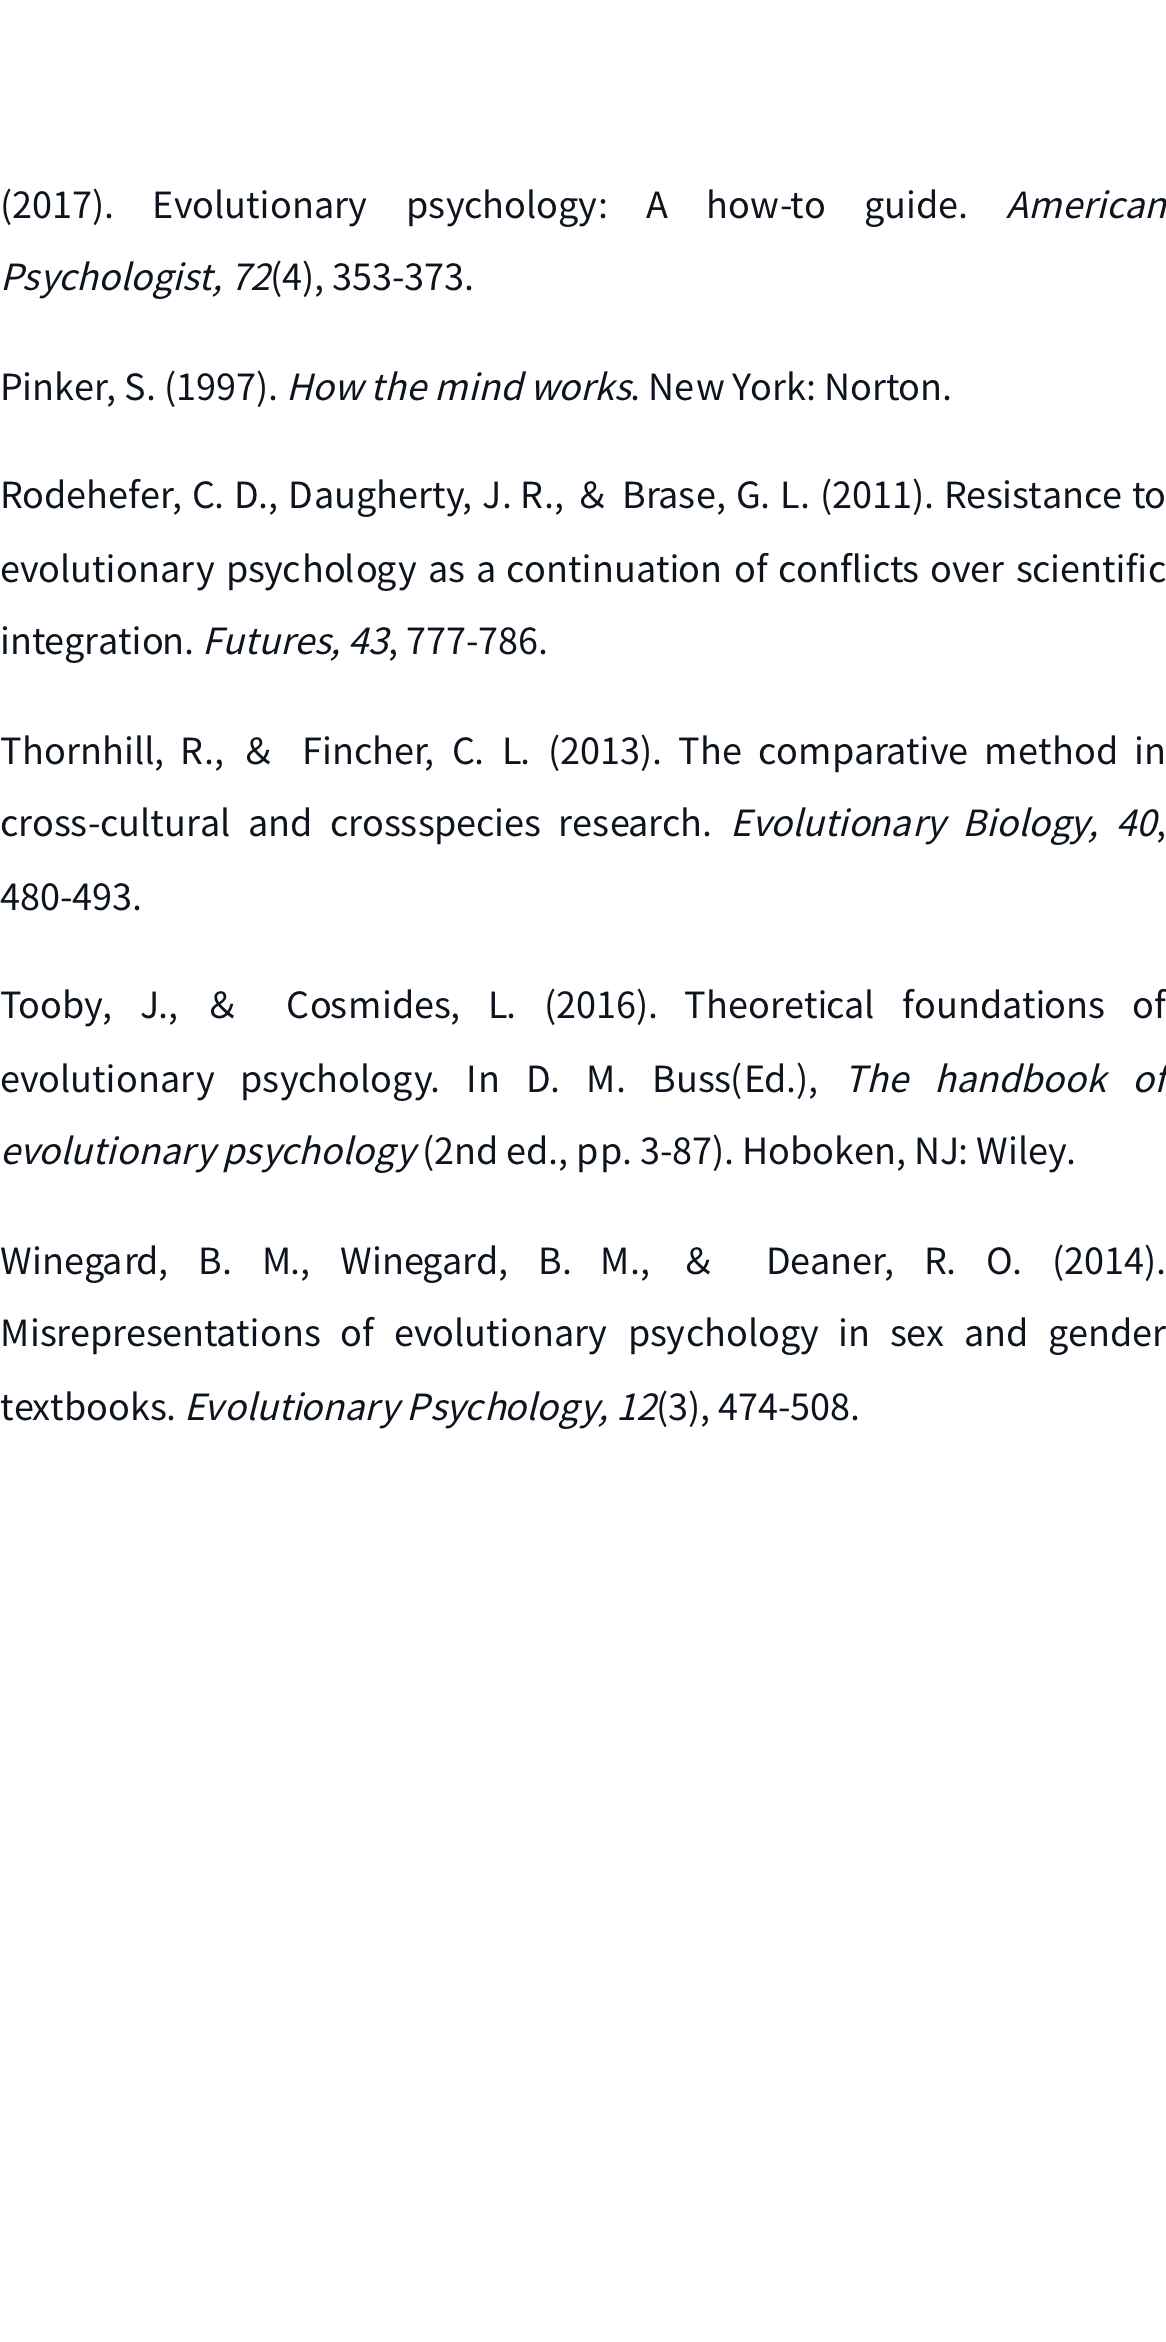 (2017). Evolutionary psychology: A how-to guide. American
Psychologist, 72(4), 353-373.
Pinker, S. (1997). How the mind works. New York: Norton.
Rodehefer, C. D., Daugherty, J. R., & Brase, G. L. (2011). Resistance to
evolutionary psychology as a continuation of conflicts over scientific
integration. Futures, 43, 777-786.
Thornhill, R., & Fincher, C. L. (2013). The comparative method in
cross-cultural and crossspecies research. Evolutionary Biology, 40,
480-493.
Tooby, J., & Cosmides, L. (2016). Theoretical foundations of
evolutionary psychology. In D. M. Buss(Ed.), The handbook of
evolutionary psychology (2nd ed., pp. 3-87). Hoboken, NJ: Wiley.
Winegard, B. M., Winegard, B. M., & Deaner, R. O. (2014).
Misrepresentations of evolutionary psychology in sex and gender
textbooks. Evolutionary Psychology, 12(3), 474-508.